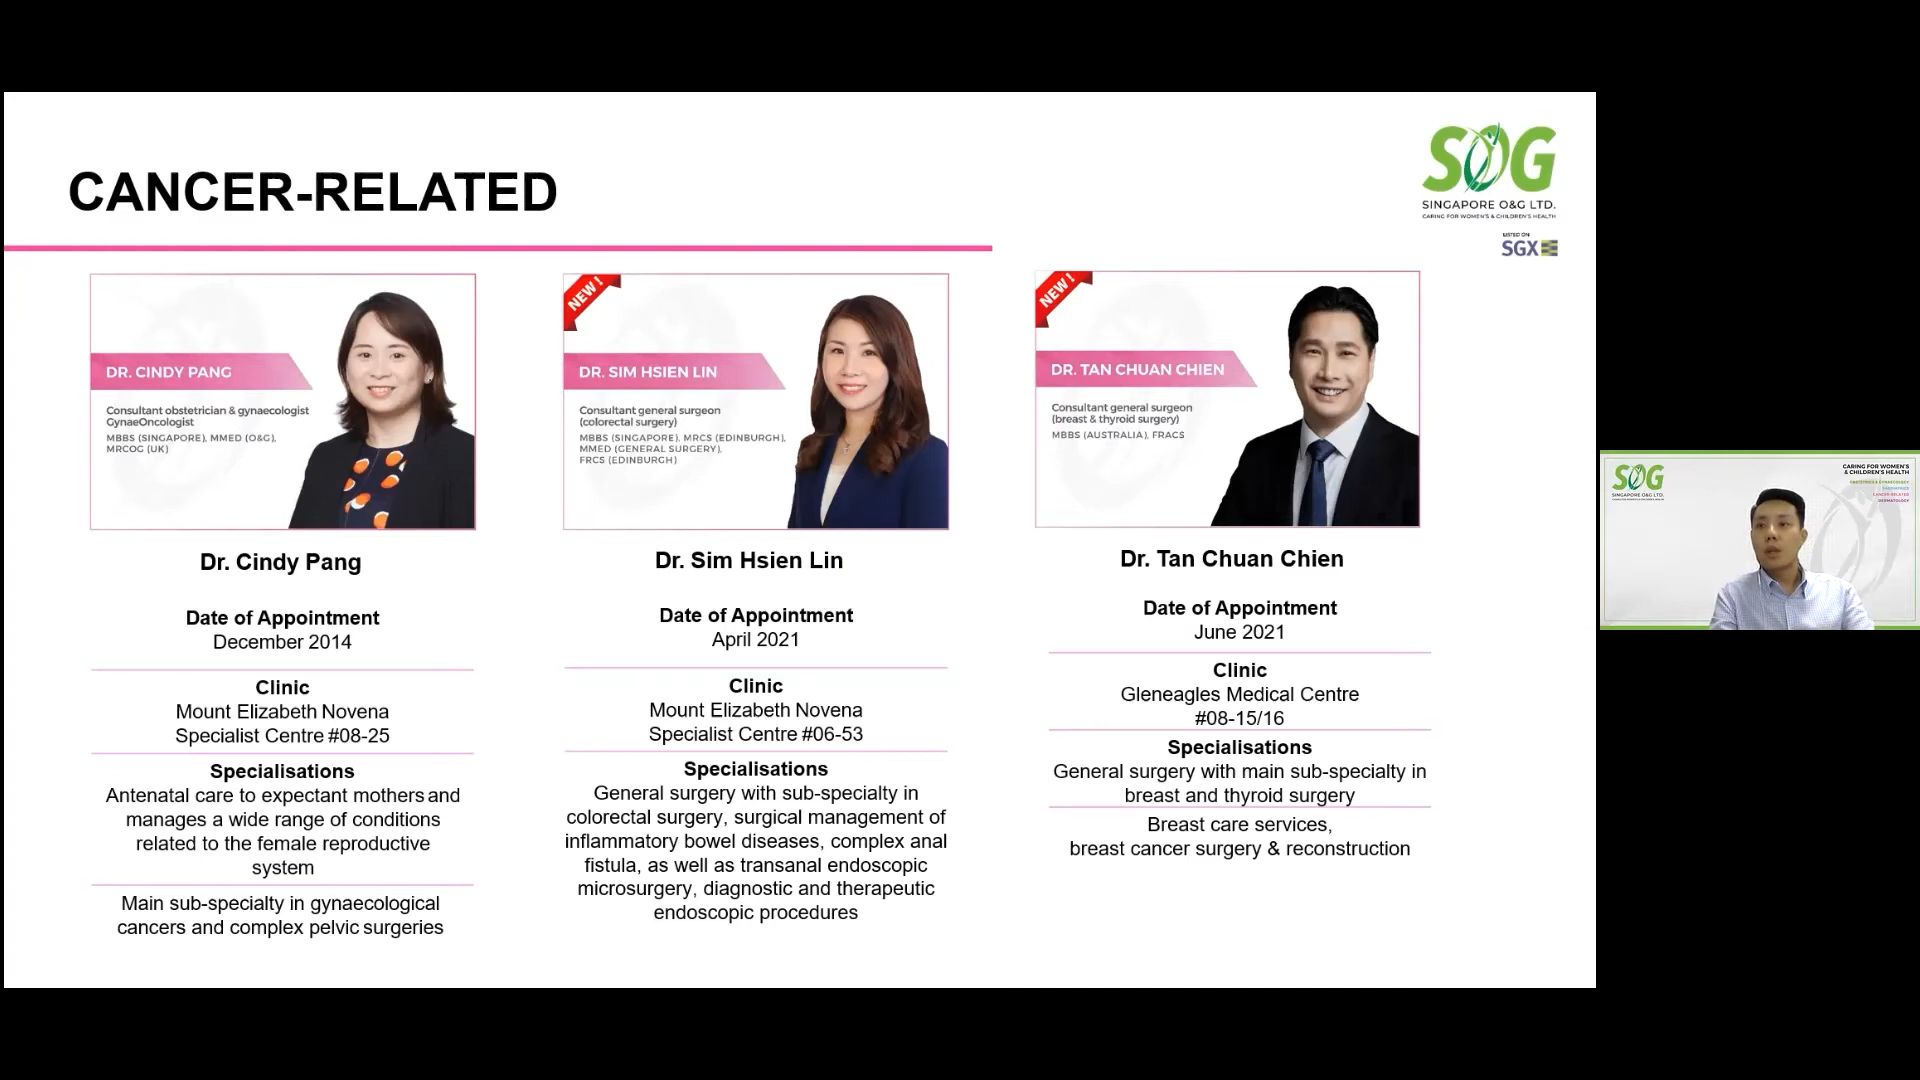 CANCER-RELATED
SOG
SINGAPORE O&G LTD.
CARING FOR WOMEN'S & CHILDREN'S HEALTH
LISTED ON
SGX
DR. CINDY PANG
Consultant obstetrician & gynaecologist
GynaeOncologist
MBBS (SINGAPORE), MMED (O&G),
MRCOG (UK)
Dr. Cindy Pang
Date of Appointment
December 2014
Clinic
Mount Elizabeth Novena
Specialist Centre #08-25
Specialisations
Antenatal care to expectant mothers and
manages a wide range of conditions
related to the female reproductive
system
Main sub-specialty in gynaecological
cancers and complex pelvic surgeries
NEW!
DR. SIM HSIEN LIN
Consultant general surgeon
(colorectal surgery)
MBBS (SINGAPORE), MRCS (EDINBURGH),
MMED (GENERAL SURGERY),
FRCS (EDINBURGH)
Dr. Sim Hsien Lin
Date of Appointment
April 2021
Clinic
Mount Elizabeth Novena
Specialist Centre #06-53
Specialisations
General surgery with sub-specialty in
colorectal surgery, surgical management of
inflammatory bowel diseases, complex anal
fistula, as well as transanal endoscopic
microsurgery, diagnostic and therapeutic
endoscopic procedures
NEW!
DR. TAN CHUAN CHIEN
Consultant general surgeon
(breast & thyroid surgery)
MBBS (AUSTRALIA), FRACS
Dr. Tan Chuan Chien
Date of Appointment
June 2021
Clinic
Gleneagles Medical Centre
#08-15/16
Specialisations
General surgery with main sub-specialty in
breast and thyroid surgery
Breast care services,
breast cancer surgery & reconstruction
SOG
SINGAPORE O&G LTD.
CARING FOR WOMEN'S
& CHILDREN'S HEALTH
OBSTETRICS & GYNAECOLOGY
PAEDIATRICS
CANCER-RELATED
DERMATOLOGY